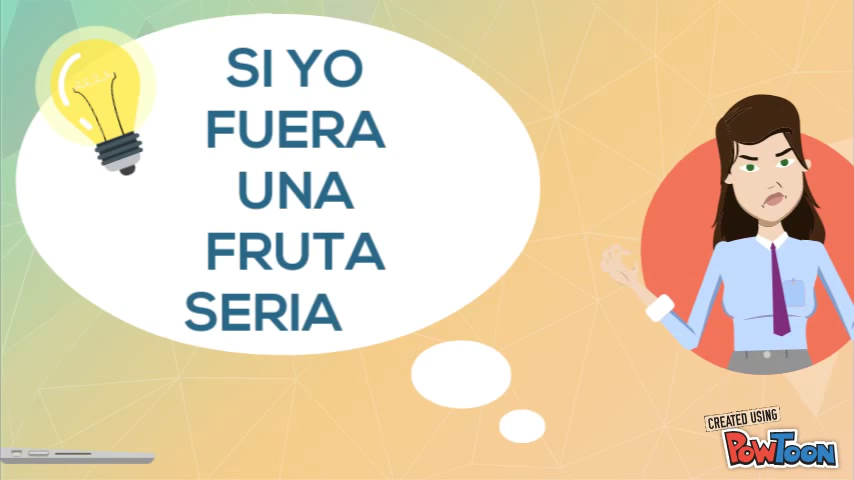 SI YO
FUERA
UNA
FRUTA
SERIA
CREATED USING
POWTOON